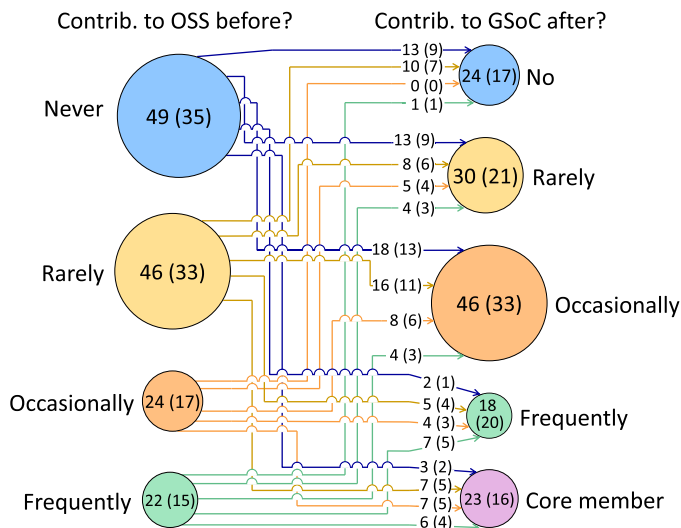 Contrib. to OSS before?
Contrib. to GSoC after?
Never
49 (35)
Rarely
46 (33)
Occasionally
24 (17)
Frequently
22 (15)
13 (9)
10 (7)
0 (0)
1 (1)
24 (17)
No
13 (9)
8 (6)
5 (4)
4 (3)
30 (21)
Rarely
18 (13)
16 (11)
8 (6)
4 (3)
46 (33)
Occasionally
2 (1)
5 (4)
4 (3)
7 (5)
18
(20)
Frequently
3 (2)
7 (5)
7 (5)
6 (4)
23 (16)
Core member